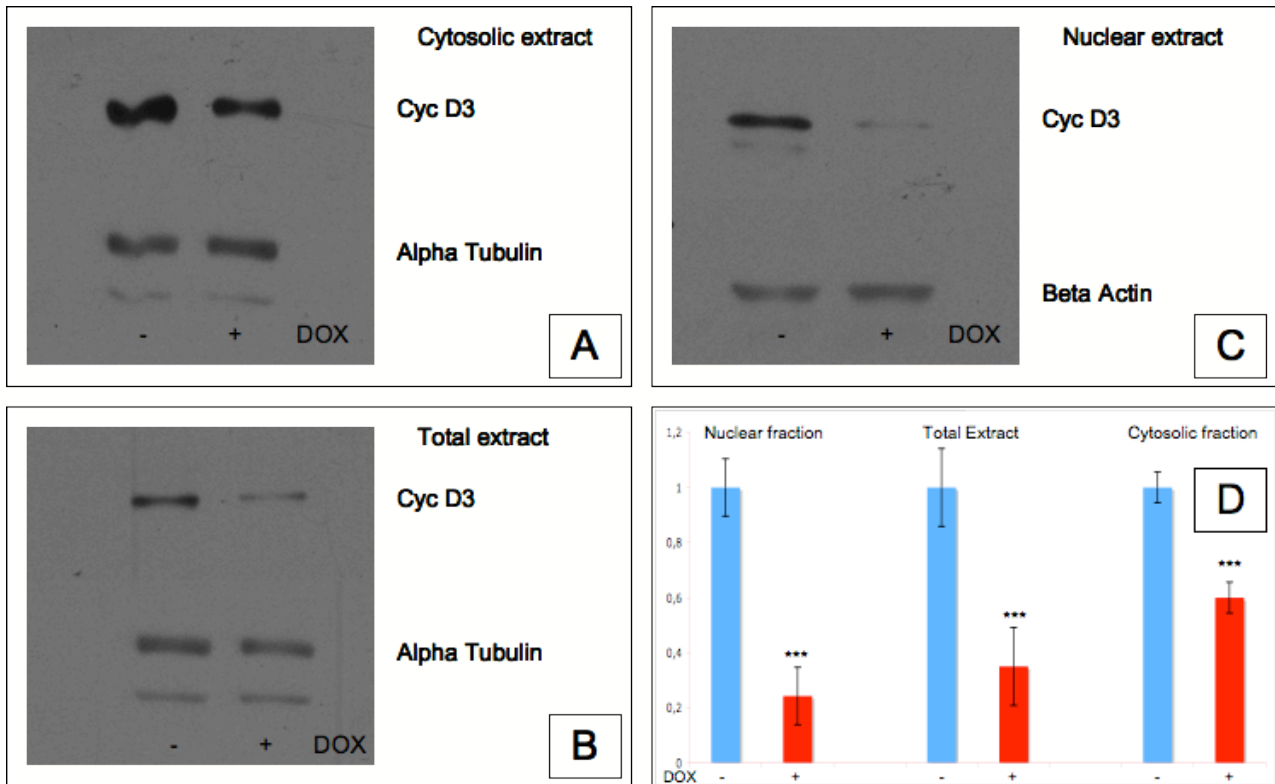 Cytosolic extract
Cyc D3
Alpha Tubulin
- + DOX
A
Nuclear extract
Cyc D3
Beta Actin
- + DOX
C
Total extract
Cyc D3
Alpha Tubulin
- + DOX
B
Nuclear fraction Total Extract Cytosolic fraction
1,2
1
0,8
0,6
0,4
0,2
0
*** *** ***
D
DOX - + - + - +